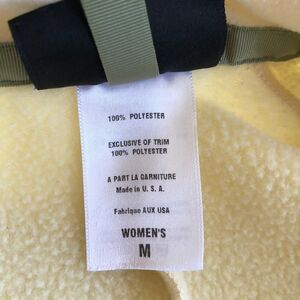 100% POLYESTER
EXCLUSIVE OF TRIM
100% POLYESTER
A PART LA GARNITURE
Made in U. S. A.
Fabrique AUX USA
WOMEN'S
M